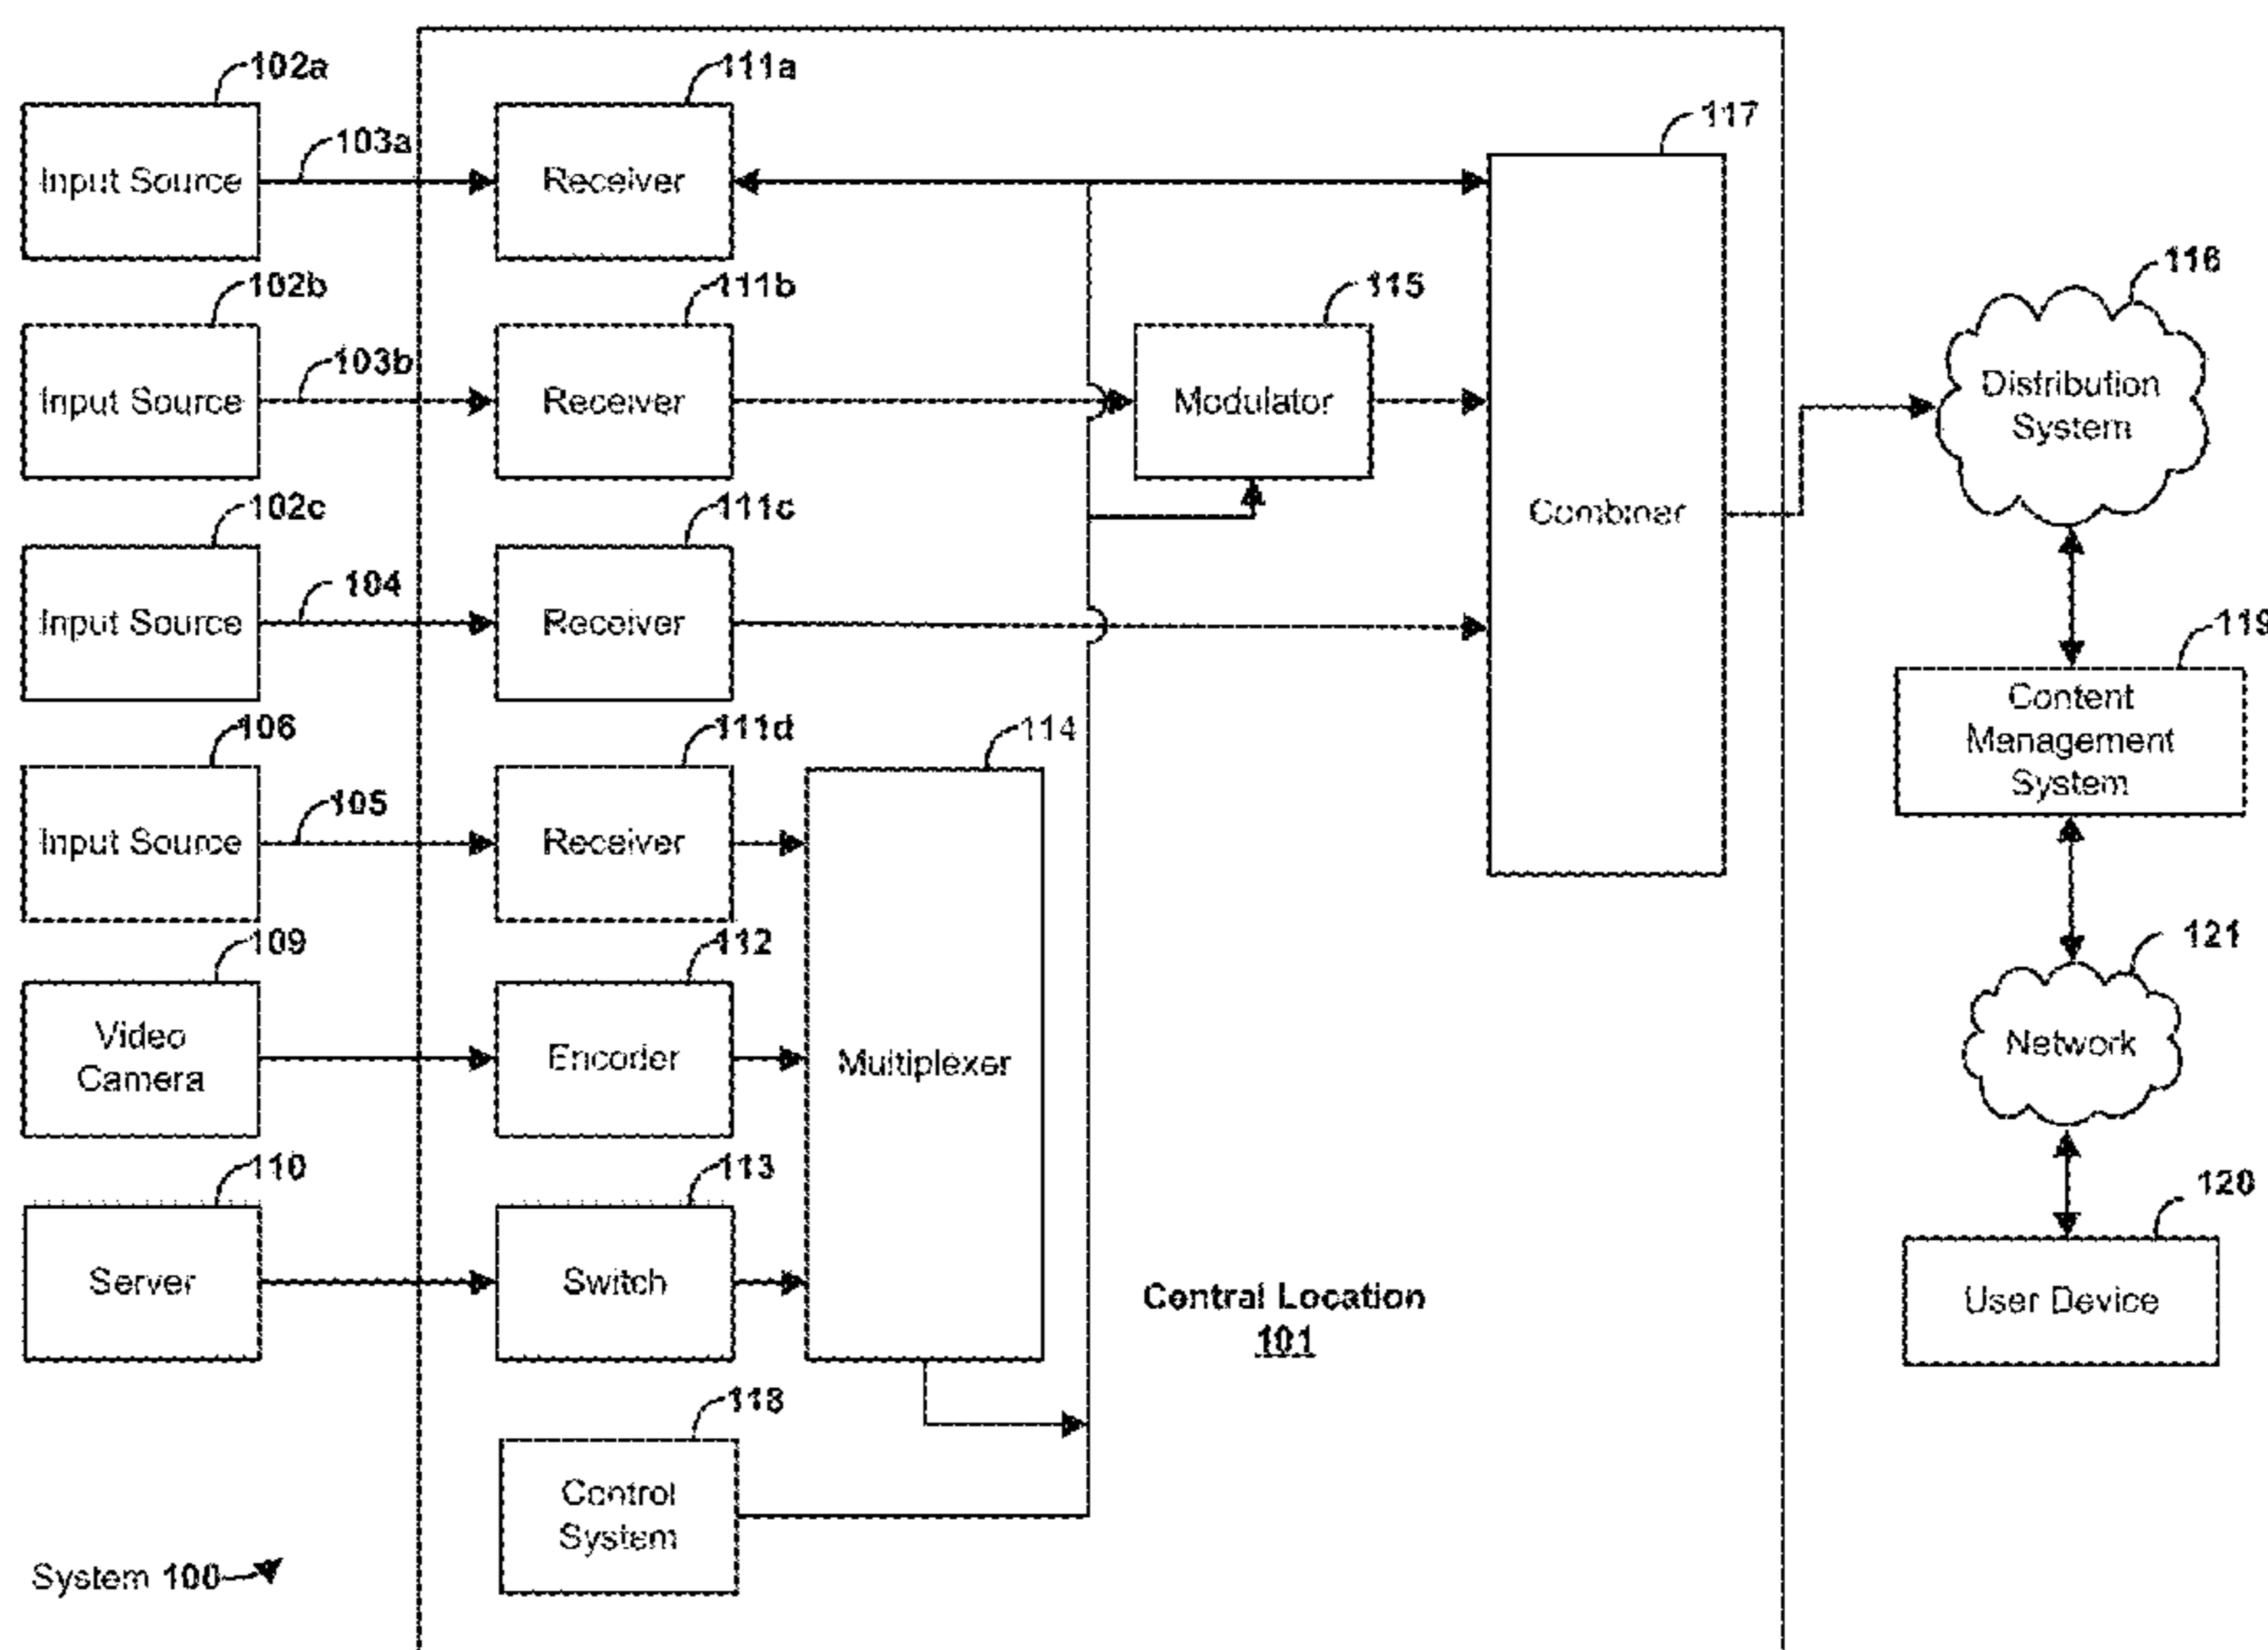 102a
111a
117
103a
Input Source
Receiver
116
102b
111b
115
103b
Input Source
Receiver
Modulator
Distribution
System
102c
111c
Combiner
104
Input Source
Receiver
119
106
111d
114
Content
Management
System
105
Input Source
Receiver
109
112
121
Video
Camera
Encoder
Multiplexer
Network
110
113
120
Server
Switch
Central Location
101
User Device
118
Control
System
System 100